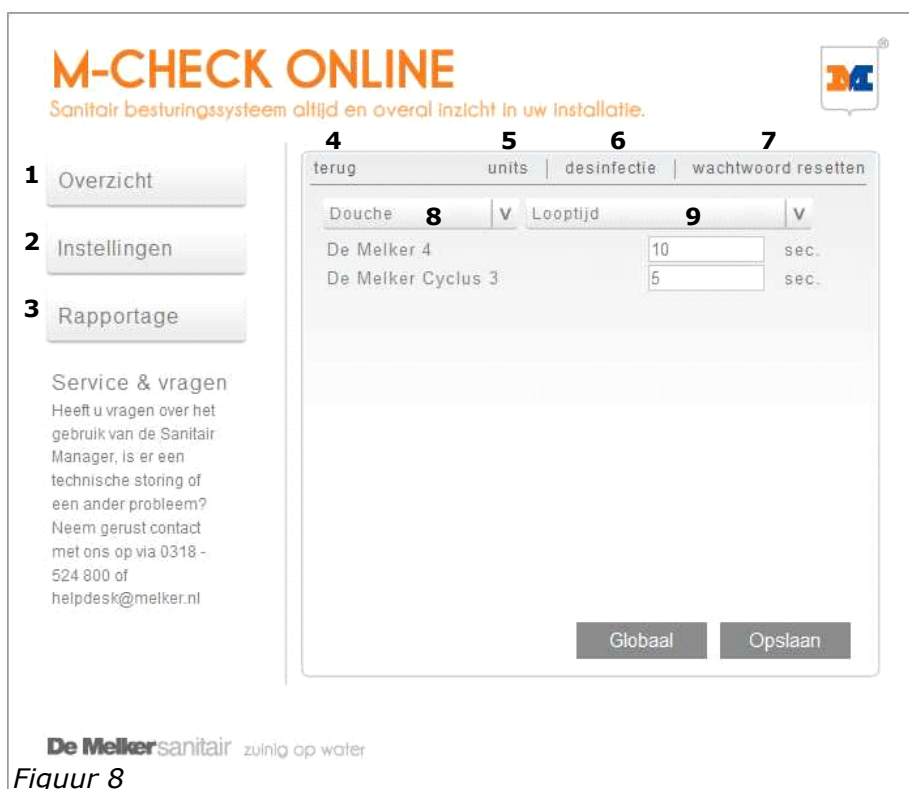 M-CHECK ONLINE
Sanitair besturingssysteem altijd en overal inzicht in uw installatie.
M
®
4 5 6 7
terug units | desinfectie | wachtwoord resetten
1 Overzicht
2 Instellingen
3 Rapportage
Douche 8 V Looptijd 9 V
De Melker 4 10 sec.
De Melker Cyclus 3 5 sec.
Service & vragen
Heeft u vragen over het
gebruik van de Sanitair
Manager, is er een
technische storing of
een ander probleem?
Neem gerust contact
met ons op via 0318 -
524 800 of
helpdesk@melker.nl
Globaal Opslaan
De Melkersanitair zuinig op water
Figuur 8